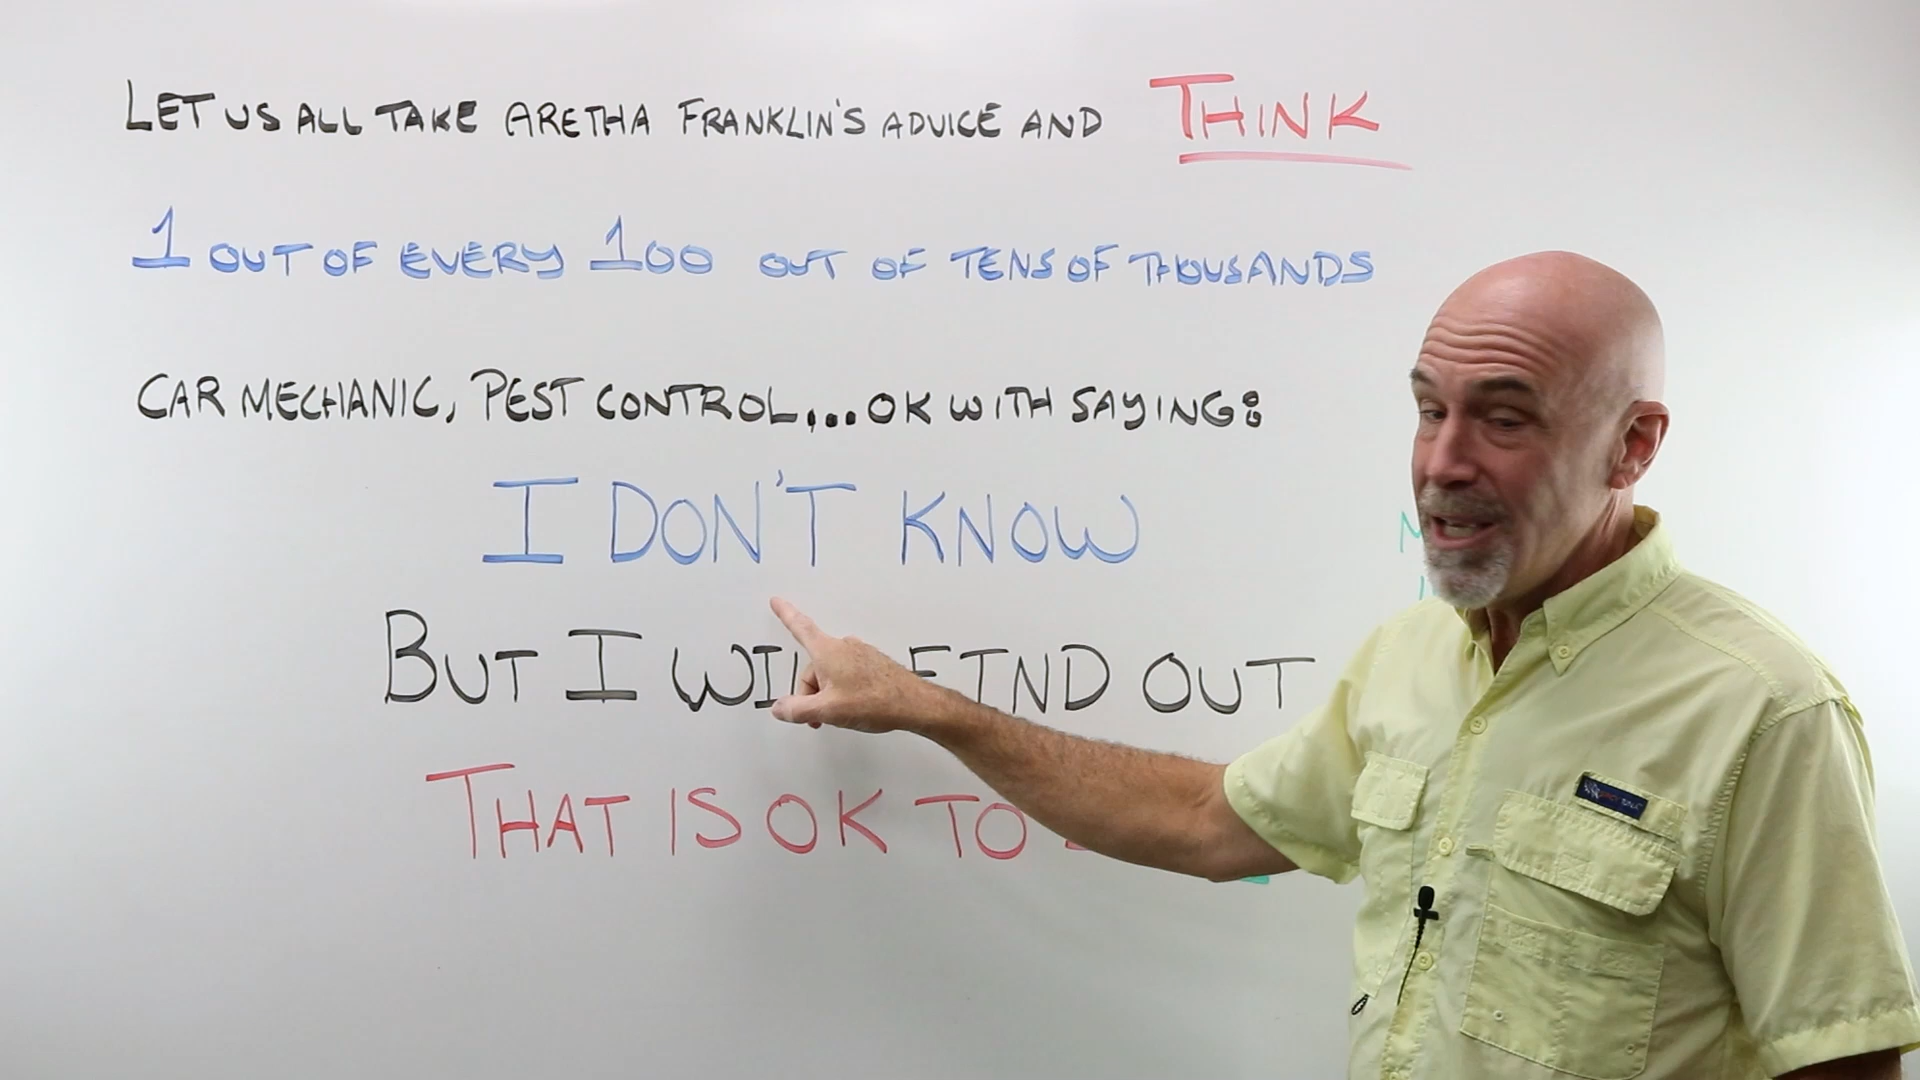 LET US ALL TAKE ARETHA FRANKLIN'S ADVICE AND THINK
1 OUT OF EVERY 100 OUT OF TENS OF THOUSANDS
CAR MECHANIC, PEST CONTROL,... OK WITH SAYING:
I DON'T KNOW
BUT I FIND OUT
THAT IS OK TO